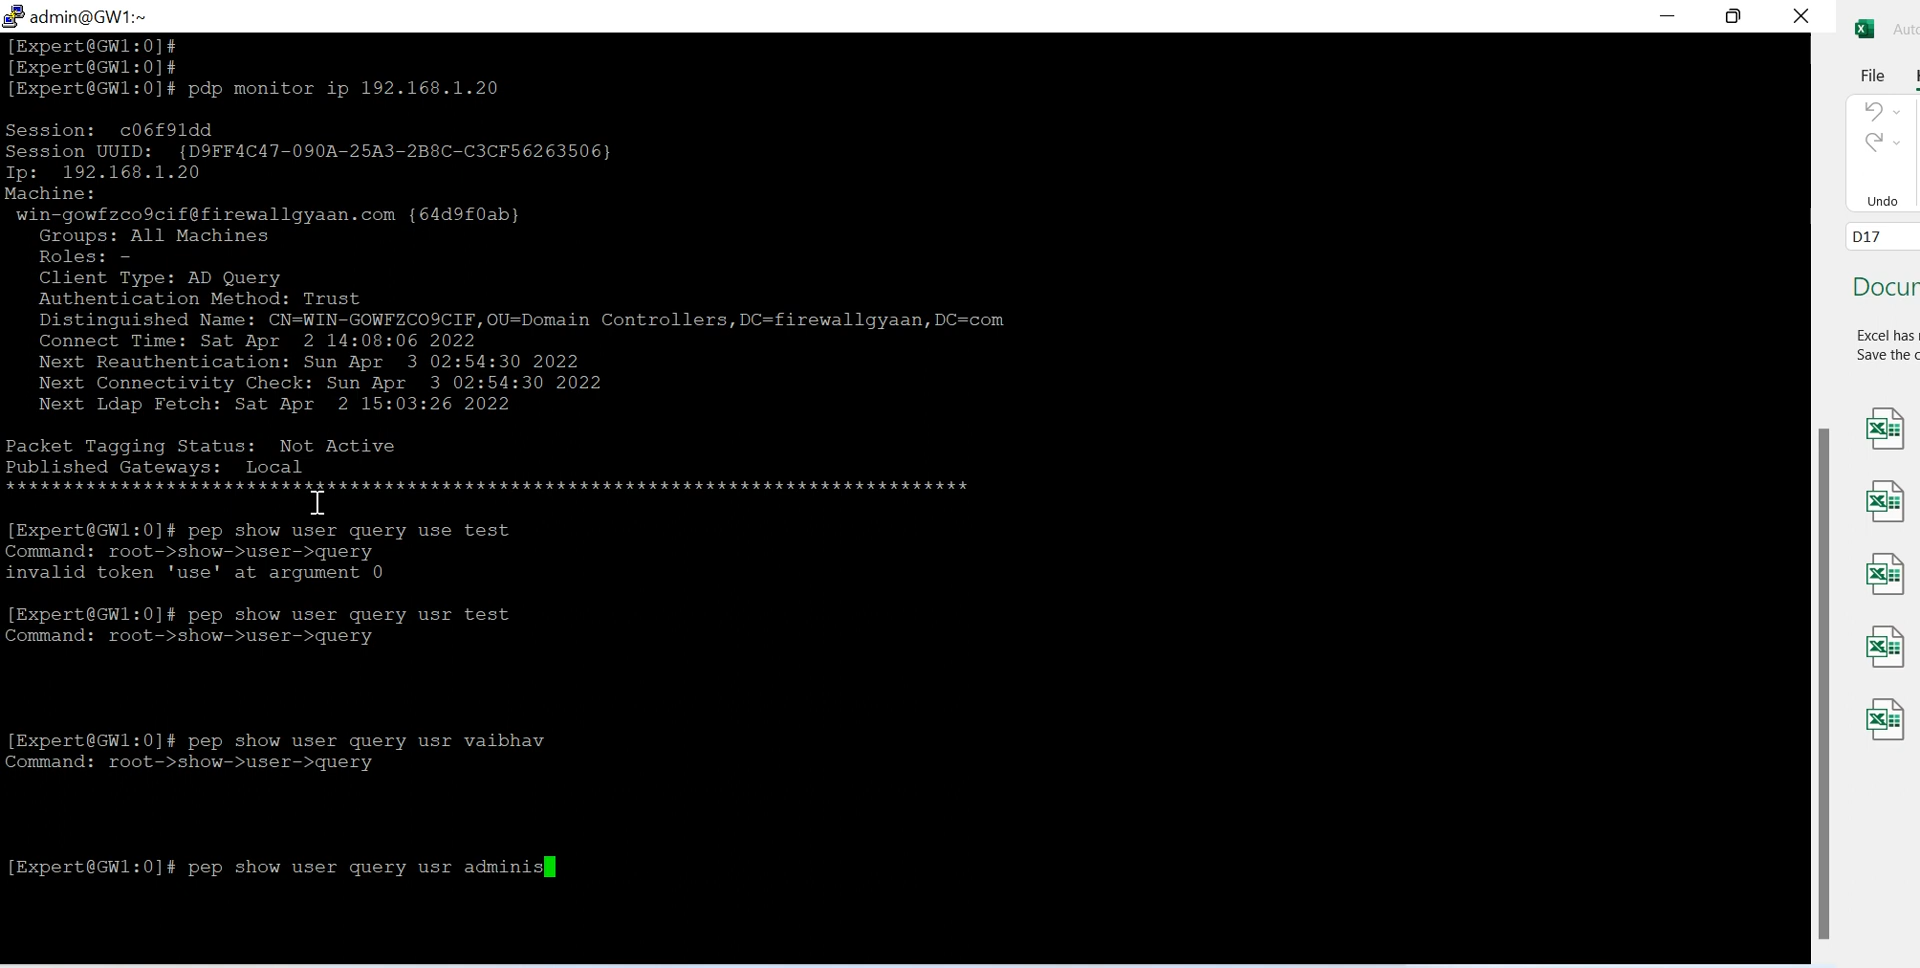 admin@GW1:~
[Expert@GW1:0]#
[Expert@GW1:0]#
[Expert@GW1:0]# pdp monitor ip 192.168.1.20
Session: c06f91dd
Session UUID: {D9FF4C47-090A-25A3-2B8C-C3CF56263506}
Ip: 192.168.1.20
Machine:
win-gowfzco9cif@firewallgyaan.com {64d9f0ab}
Groups: All Machines
Roles: -
Client Type: AD Query
Authentication Method: Trust
Distinguished Name: CN=WIN-GOWFZCO9CIF,OU=Domain Controllers,DC=firewallgyaan,DC=com
Connect Time: Sat Apr 2 14:08:06 2022
Next Reauthentication: Sun Apr 3 02:54:30 2022
Next Connectivity Check: Sun Apr 3 02:54:30 2022
Next Ldap Fetch: Sat Apr 2 15:03:26 2022
Packet Tagging Status: Not Active
Published Gateways: Local
************************************************************************************
[Expert@GW1:0]# pep show user query use test
Command: root->show->user->query
invalid token 'use' at argument 0
[Expert@GW1:0]# pep show user query usr test
Command: root->show->user->query
[Expert@GW1:0]# pep show user query usr vaibhav
Command: root->show->user->query
[Expert@GW1:0]# pep show user query usr adminis
Auto
File
Undo
D17
Docum
Excel has
Save the